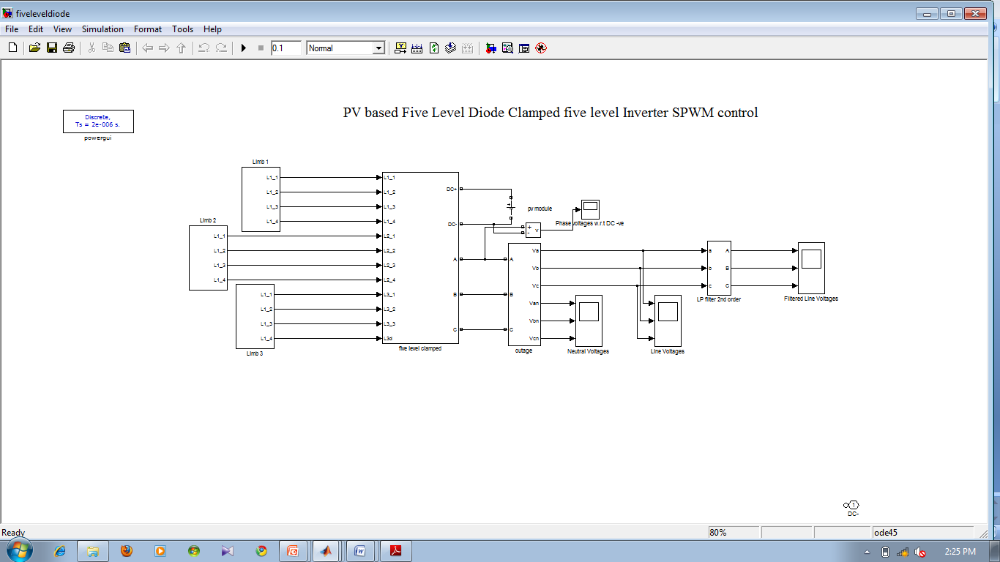 fiveleveldiode
File Edit View Simulation Format Tools Help
0.1 Normal
PV based Five Level Diode Clamped five level Inverter SPWM control
Discrete,
Ts = 2e-006 s.
powergui
Limb 1
L1_1
L1_2
L1_3
L1_4
Limb 2
L1_1
L1_2
L1_3
L1_4
L1_1
L1_2
L1_3
L1_4
Limb 3
L1_1
L1_2
L1_3
L1_4
L2_1
L2_2
L2_3
L2_4
L3_1
L3_2
L3_3
L3d
DC+
DC-
A
B
C
five level clamped
+
pv module
+
-
v
Phase voltages w.r.t DC -ve
A
B
C
Va
Vb
Vc
Van
Vbn
Vcn
outage
Neutral Voltages
Line Voltages
a
b
c
A
B
C
LP filter 2nd order
Filtered Line Voltages
1
DC-
Ready
80%
ode45
2:25 PM